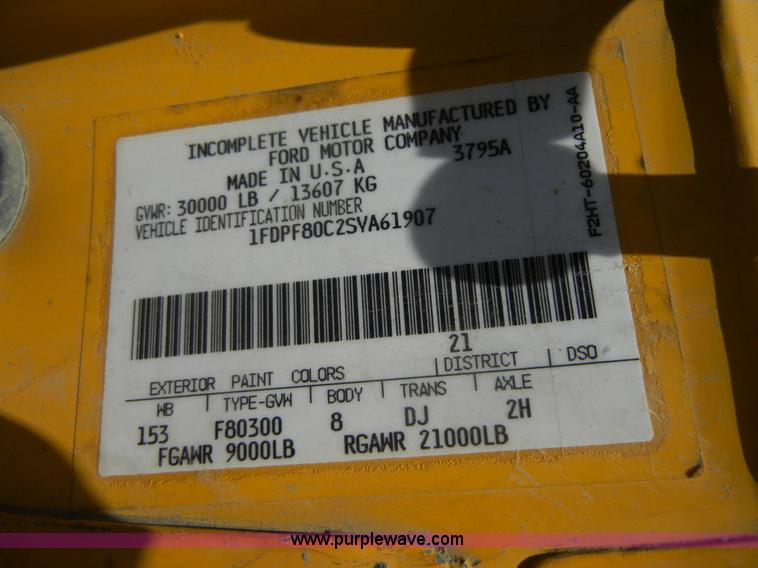 INCOMPLETE VEHICLE MANUFACTURED BY
FORD MOTOR COMPANY
MADE IN U.S.A 3795A
GVWR: 30000 LB / 13607 KG
VEHICLE IDENTIFICATION NUMBER
1FDPF80C2SVA61907
F2HT-60204A10-AA
21
EXTERIOR PAINT COLORS DISTRICT DSO
WB TYPE-GVW BODY TRANS AXLE
153 F80300 8 DJ 2H
FGAWR 9000LB RGAWR 21000LB
www.purplewave.com